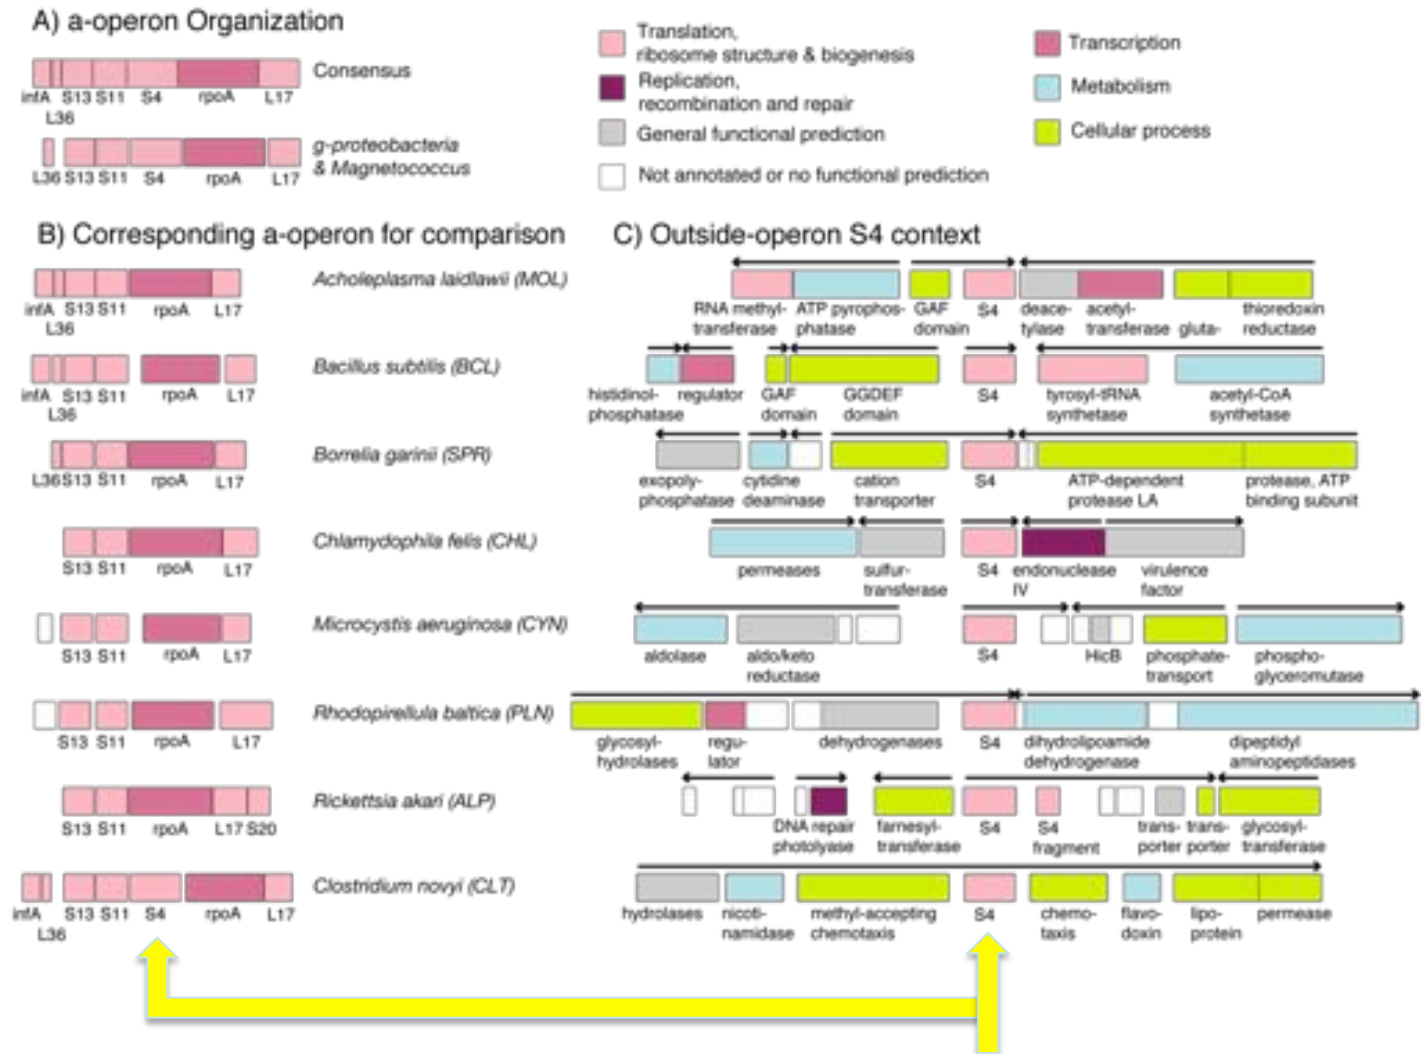 A) a-operon Organization
Consensus
infA S13 S11 S4 rpoA L17
L36
g-proteobacteria
& Magnetococcus
L36 S13 S11 S4 rpoA L17
Translation,
ribosome structure & biogenesis
Replication,
recombination and repair
General functional prediction
Not annotated or no functional prediction
Transcription
Metabolism
Cellular process
B) Corresponding a-operon for comparison
C) Outside-operon S4 context
Acholeplasma laidlawii (MOL)
infA S13 S11 rpoA L17
L36
RNA methyl- ATP pyrophos- GAF S4 deace- acetyl- thioredoxin
transferase phatase domain tylase transferase gluta- reductase
Bacillus subtilis (BCL)
infA S13 S11 rpoA L17
L36
histidinol- regulator GAF GGDEF S4 tyrosyl-tRNA acetyl-CoA
phosphatase domain domain synthetase synthetase
Borrelia garinii (SPR)
L36 S13 S11 rpoA L17
exopoly- cytidine cation S4 ATP-dependent protease, ATP
phosphatase deaminase transporter protease LA binding subunit
Chlamydophila felis (CHL)
S13 S11 rpoA L17
permeases sulfur- S4 endonuclease virulence
transferase IV factor
Microcystis aeruginosa (CYN)
S13 S11 rpoA L17
aldolase aldo/keto S4 HicB phosphate- phospho-
reductase transport glyceromutase
Rhodopirellula baltica (PLN)
S13 S11 rpoA L17
glycosyl- regu- dehydrogenases S4 dihydrolipoamide dipeptidyl
hydrolases lator dehydrogenase aminopeptidases
Rickettsia akari (ALP)
S13 S11 rpoA L17 S20
DNA repair farnesyl- S4 S4 trans- trans- glycosyl-
photolyase transferase fragment porter porter transferase
Clostridium novyi (CLT)
infA S13 S11 S4 rpoA L17
L36
hydrolases nicoti- methyl-accepting S4 chemo- flavo- lipo- permease
namidase chemotaxis taxis doxin protein